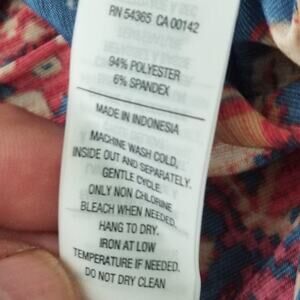 RN 54365 CA 00142
94% POLYESTER
6% SPANDEX
MADE IN INDONESIA
MACHINE WASH COLD,
INSIDE OUT AND SEPARATELY.
GENTLE CYCLE.
ONLY NON CHLORINE
BLEACH WHEN NEEDED.
HANG TO DRY.
IRON AT LOW
TEMPERATURE IF NEEDED.
DO NOT DRY CLEAN